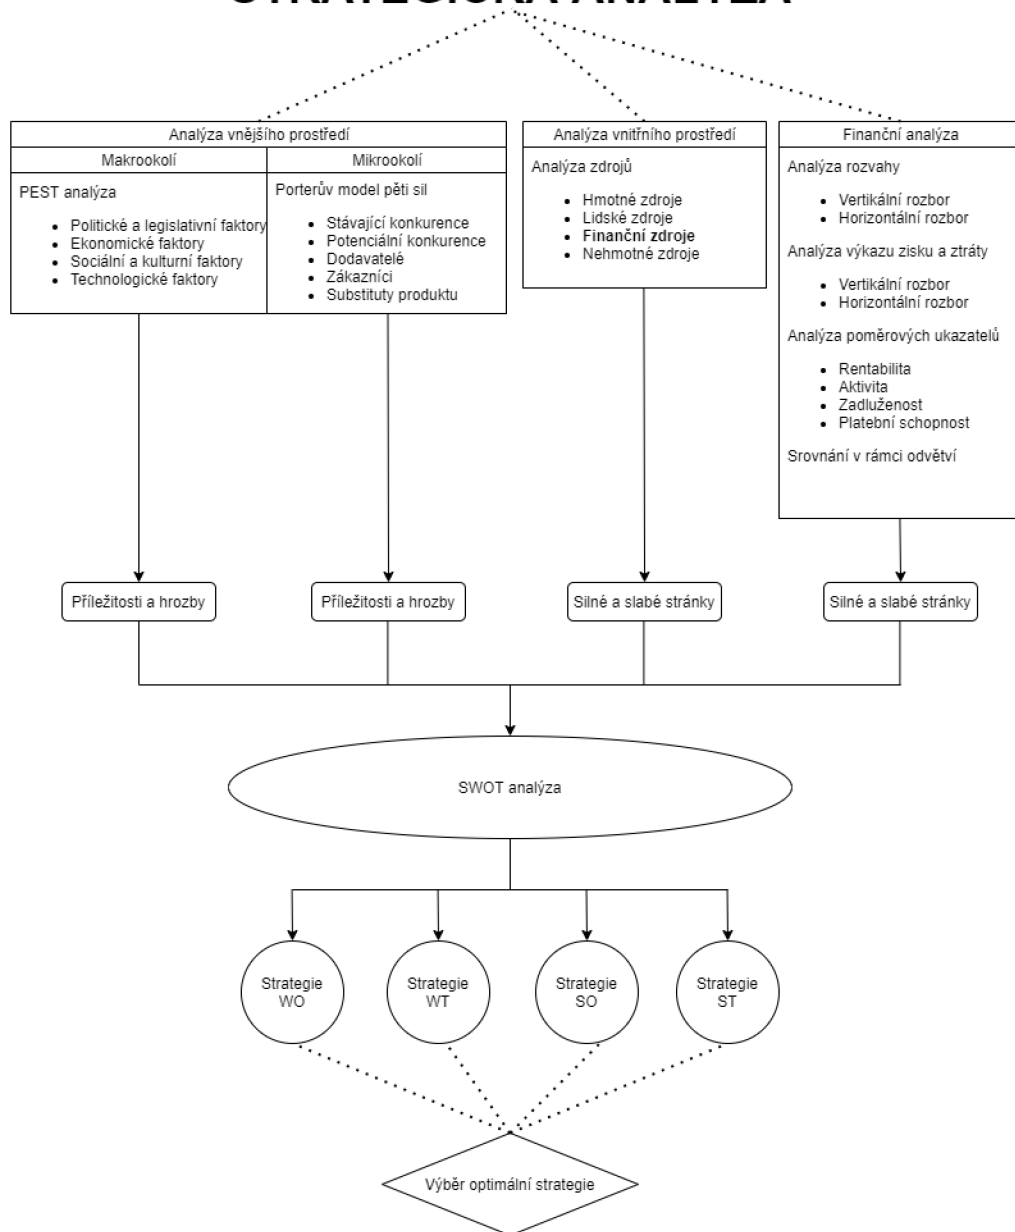 STRATEGICKÁ ANALÝZA
Analýza vnějšího prostředí
Makrookolí
Mikrookolí
PEST analýza
Politické a legislativní faktory
Ekonomické faktory
Sociální a kulturní faktory
Technologické faktory
Porterův model pěti sil
Stávající konkurence
Potenciální konkurence
Dodavatelé
Zákazníci
Substituty produktu
Analýza vnitřního prostředí
Analýza zdrojů
Hmotné zdroje
Lidské zdroje
Finanční zdroje
Nehmotné zdroje
Finanční analýza
Analýza rozvahy
Vertikální rozbor
Horizontální rozbor
Analýza výkazu zisku a ztráty
Vertikální rozbor
Horizontální rozbor
Analýza poměrových ukazatelů
Rentabilita
Aktivita
Zadluženost
Platební schopnost
Srovnání v rámci odvětví
Příležitosti a hrozby
Příležitosti a hrozby
Silné a slabé stránky
Silné a slabé stránky
SWOT analýza
Strategie
WO
Strategie
WT
Strategie
SO
Strategie
ST
Výběr optimální strategie